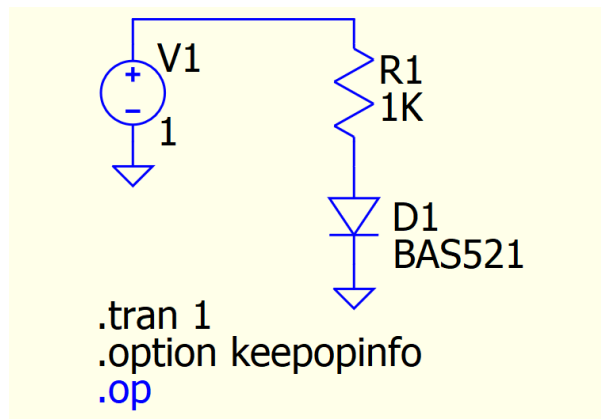 V1
+
−
1
R1
1K
D1
BAS521
.tran 1
.option keepopinfo
.op